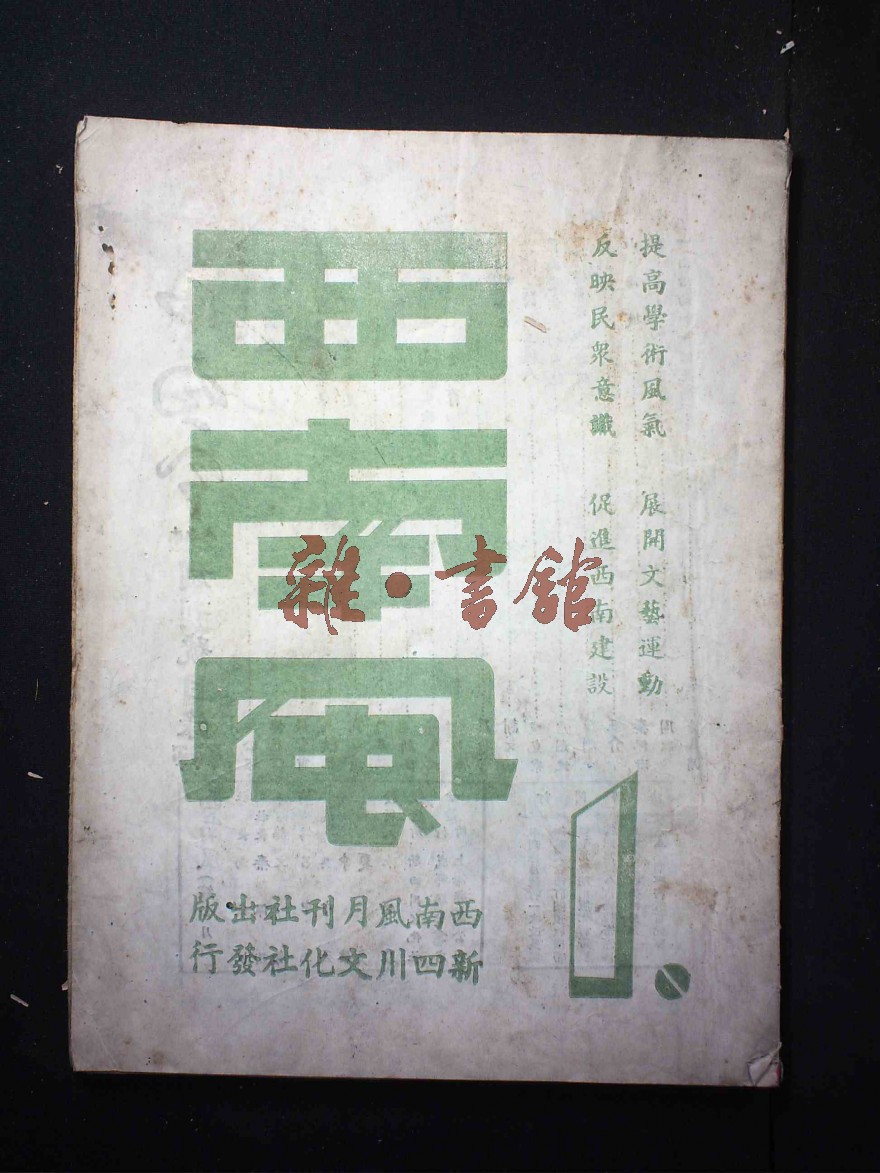 提高學術風氣 展開文藝運動
反映民衆意識 促進西南建設
西南風
1.
西南風月刊社出版
新四川文化社發行
雜·書館